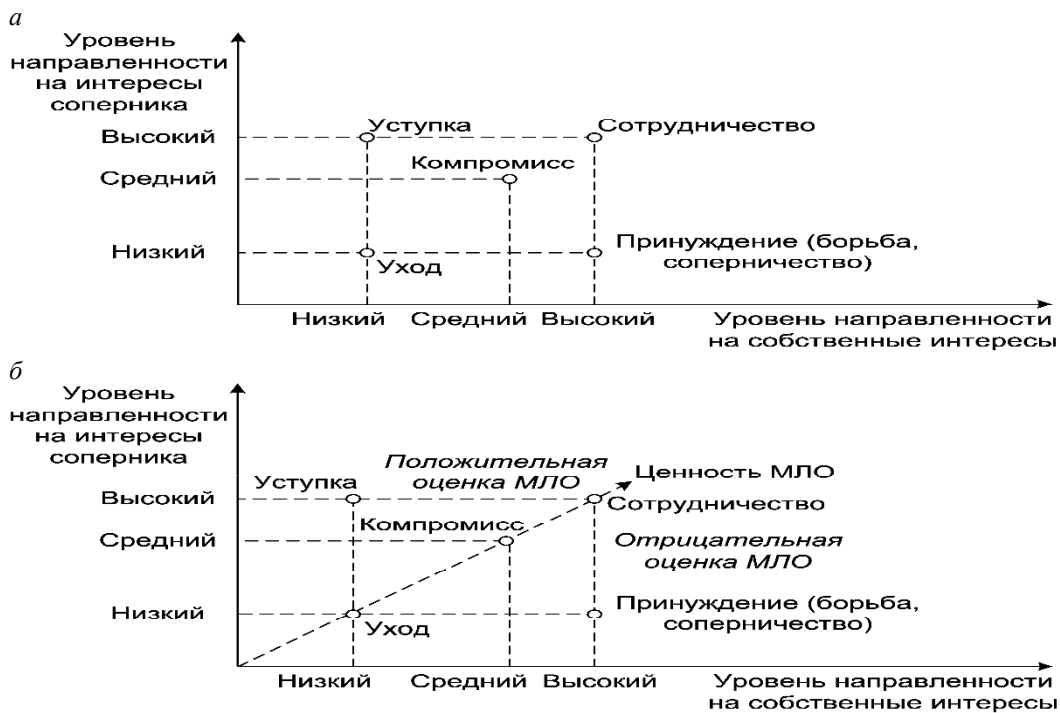 а
Уровень
направленности
на интересы
соперника
Высокий
Уступка
Сотрудничество
Компромисс
Средний
Низкий
Принуждение (борьба,
соперничество)
Уход
Низкий
Средний
Высокий
Уровень направленности
на собственные интересы
б
Уровень
направленности
на интересы
соперника
Положительная
оценка МЛО
Ценность МЛО
Уступка
Высокий
Сотрудничество
Компромисс
Средний
Отрицательная
оценка МЛО
Низкий
Принуждение (борьба,
соперничество)
Уход
Низкий
Средний
Высокий
Уровень направленности
на собственные интересы